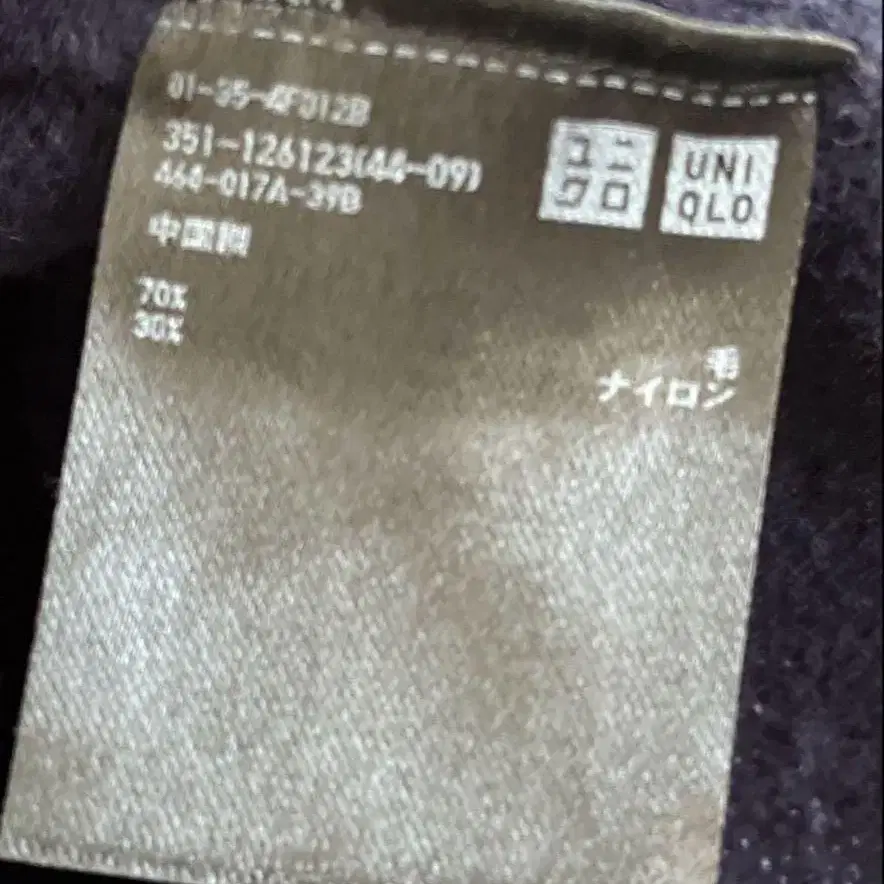 01-35-4F012B
351-126123(44-09)
464-017A-39B
ユニ
クロ
UNI
QLO
中国製
70%
30%
毛
ナイロン